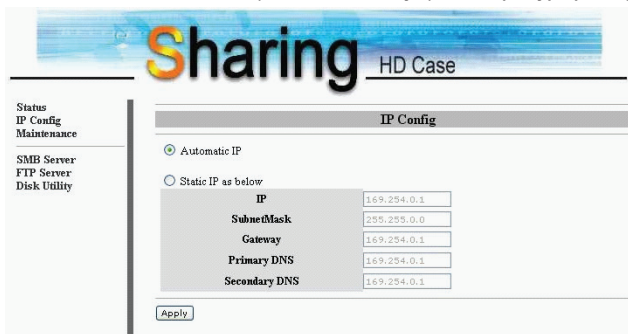 Sharing HD Case
Status
IP Config
Maintenance
SMB Server
FTP Server
Disk Utility
IP Config
Automatic IP
Static IP as below
IP 169.254.0.1
SubnetMask 255.255.0.0
Gateway 169.254.0.1
Primary DNS 169.254.0.1
Secondary DNS 169.254.0.1
Apply